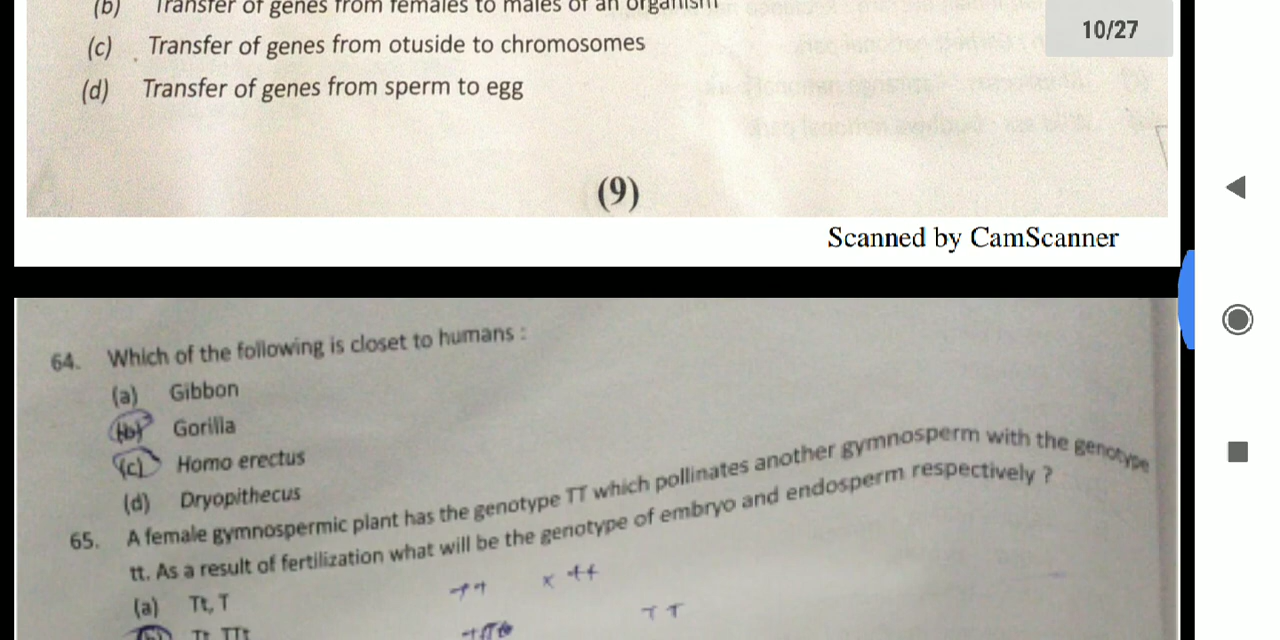 (b) Transfer of genes from females to males of an organism
10/27
(c) Transfer of genes from otuside to chromosomes
(d) Transfer of genes from sperm to egg
(9)
Scanned by CamScanner
64. Which of the following is closet to humans :
(a) Gibbon
(b) Gorilla
(c) Homo erectus
(d) Dryopithecus
65. A female gymnospermic plant has the genotype TT which pollinates another gymnosperm with the genotype
tt. As a result of fertilization what will be the genotype of embryo and endosperm respectively ?
x tt
(a) Tt, T
T T
(b) Tt, TTt